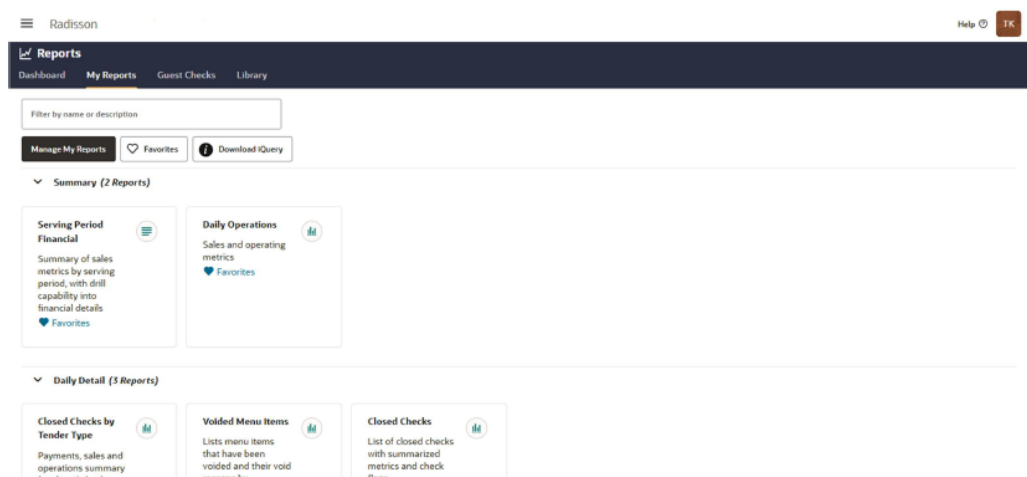 Radisson
Help
TK
Reports
Dashboard My Reports Guest Checks Library
Filter by name or description
Manage My Reports Favorites Download iQuery
Summary (2 Reports)
Serving Period
Financial
Summary of sales
metrics by serving
period, with drill
capability into
financial details
Favorites
Daily Operations
Sales and operating
metrics
Favorites
Daily Detail (3 Reports)
Closed Checks by
Tender Type
Payments, sales and
operations summary
Voided Menu Items
Lists menu items
that have been
voided and their void
Closed Checks
List of closed checks
with summarized
metrics and check